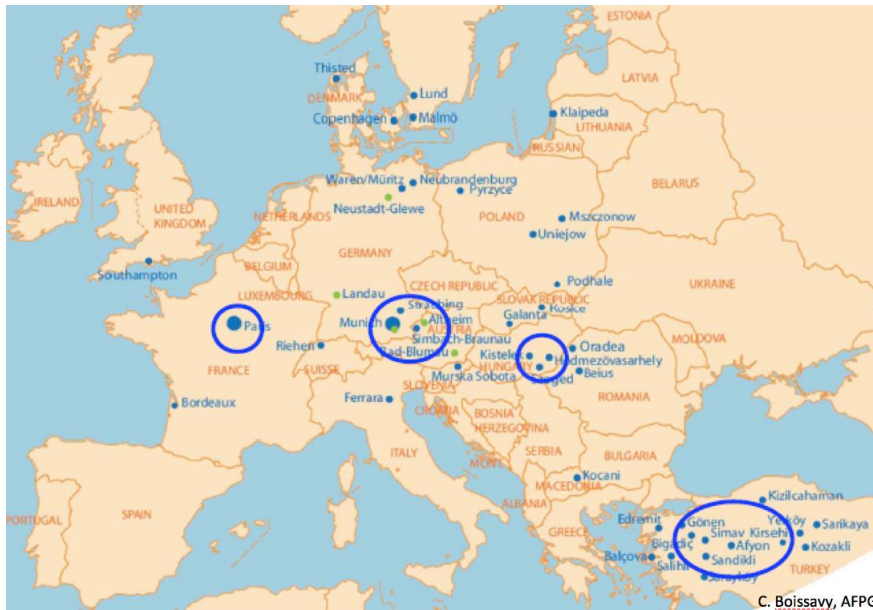 ESTONIA
Thisted
LATVIA
Lund
DENMARK
Klaipeda
Copenhagen
Malmö
LITHUANIA
RUSSIAN
Waren/Müritz
Neubrandenburg
Pyrzyce
BELARUS
IRELAND
UNITED
KINGDOM
NETHERLANDS
Neustadt-Glewe
POLAND
Mszczonow
Uniejow
GERMANY
Southampton
BELGIUM
CZECH REPUBLIC
Podhale
UKRAINE
LUXEMBOURG
Landau
SLOVAK REPUBLIC
Kosice
Straubing
Galanta
Paris
Munich
Altheim
AUSTRIA
Simbach-Braunau
MOLDOVA
Riehen
Bad-Blumau
Kistelek
Oradea
Hodmezövasarhely
FRANCE
SUISSE
Murska Sobota
HUNGARY
Szeged
Beius
SLOVENIA
ROMANIA
Bordeaux
Ferrara
CROATIA
BOSNIA
HERZEGOVINA
ITALY
SERBIA
BULGARIA
MONT.
Kocani
MACEDONIA
ALBANIA
Kizilcahaman
PORTUGAL
SPAIN
GREECE
Edremit
Gönen
Yerköy
Sarikaya
Simav
Kirsehir
Bigadiç
Afyon
Kozakli
Balçova
Salihli
Sandikli
TURKEY
Sarayköy
C. Boissavy, AFPG